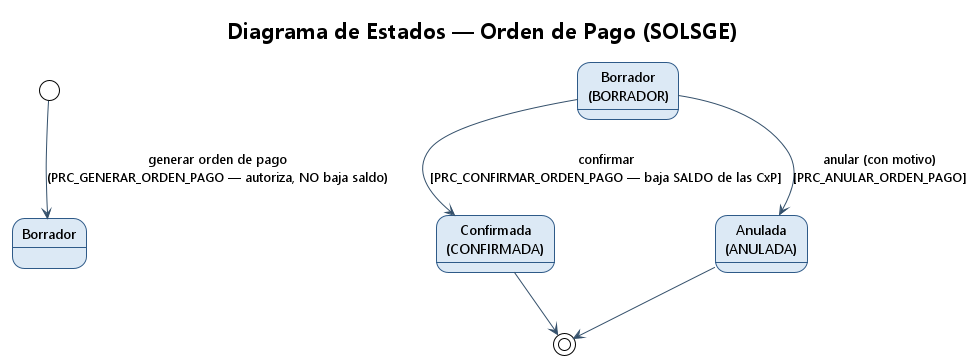 Diagrama de Estados — Orden de Pago (SOLSGE)
Borrador
(BORRADOR)
generar orden de pago
(PRC_GENERAR_ORDEN_PAGO — autoriza, NO baja saldo)
confirmar
[PRC_CONFIRMAR_ORDEN_PAGO — baja SALDO de las CxP]
anular (con motivo)
[PRC_ANULAR_ORDEN_PAGO]
Borrador
Confirmada
(CONFIRMADA)
Anulada
(ANULADA)